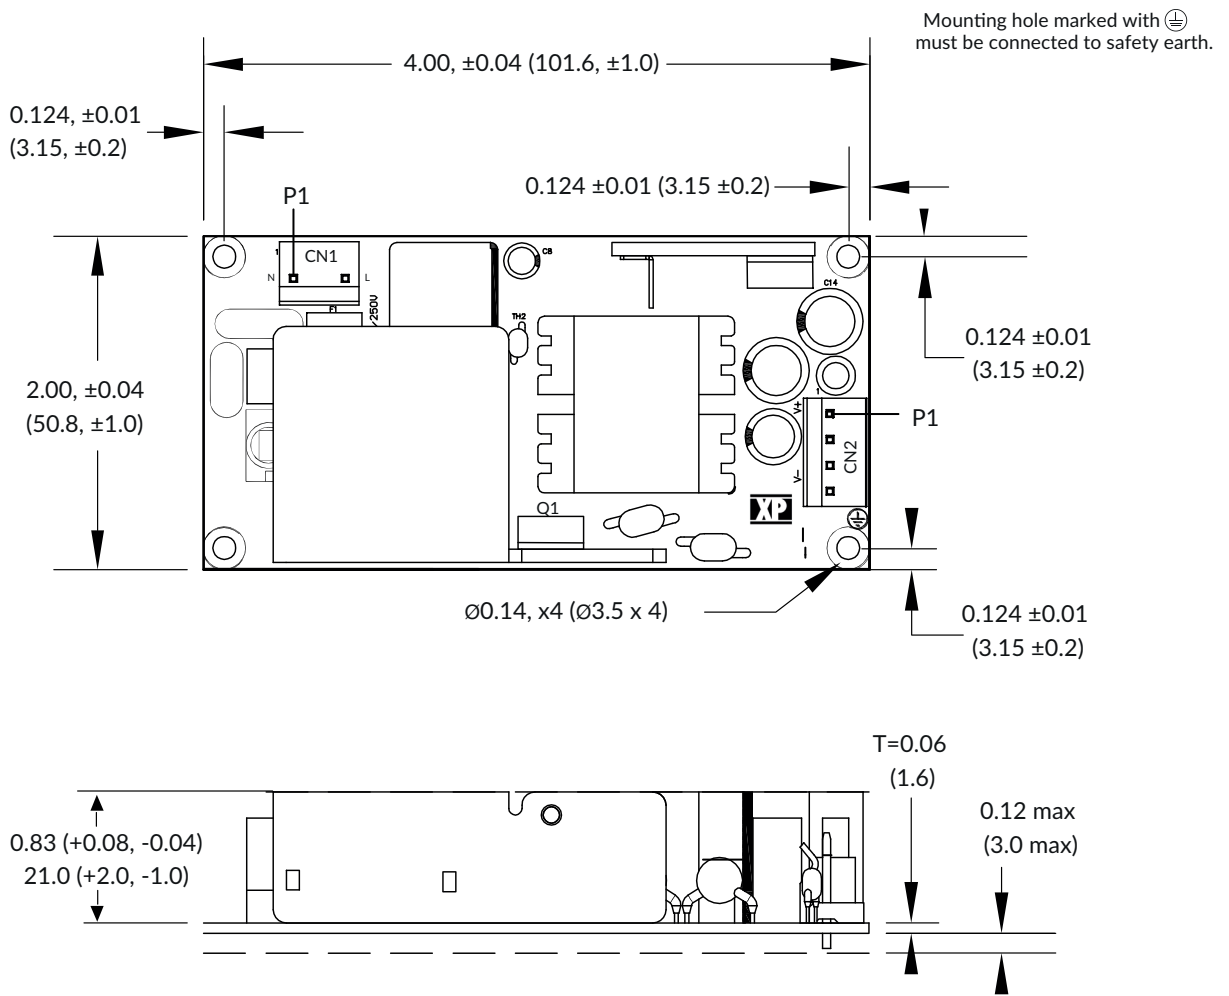 Mounting hole marked with
must be connected to safety earth.
4.00, ±0.04 (101.6, ±1.0)
0.124, ±0.01
(3.15, ±0.2)
0.124 ±0.01 (3.15 ±0.2)
P1
1
CN1
C8
N
L
F1
/250V
C14
TH2
0.124 ±0.01
(3.15 ±0.2)
2.00, ±0.04
(50.8, ±1.0)
1
V+
P1
CN2
V–
Q1
XP
Ø0.14, x4 (Ø3.5 x 4)
0.124 ±0.01
(3.15 ±0.2)
T=0.06
(1.6)
0.12 max
(3.0 max)
0.83 (+0.08, -0.04)
21.0 (+2.0, -1.0)